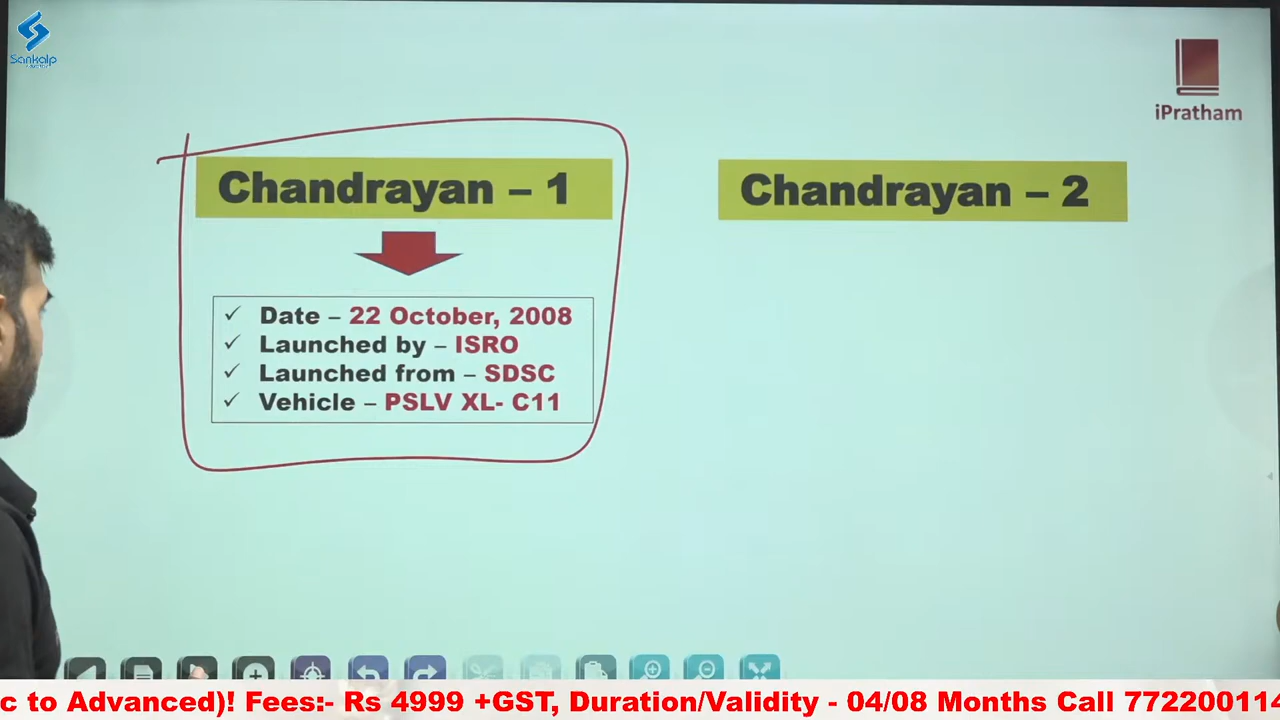 Sankalp
iPratham
Chandrayan – 1
Date – 22 October, 2008
Launched by – ISRO
Launched from – SDSC
Vehicle – PSLV XL- C11
Chandrayan – 2
c to Advanced)! Fees:- Rs 4999 +GST, Duration/Validity - 04/08 Months Call 772200114